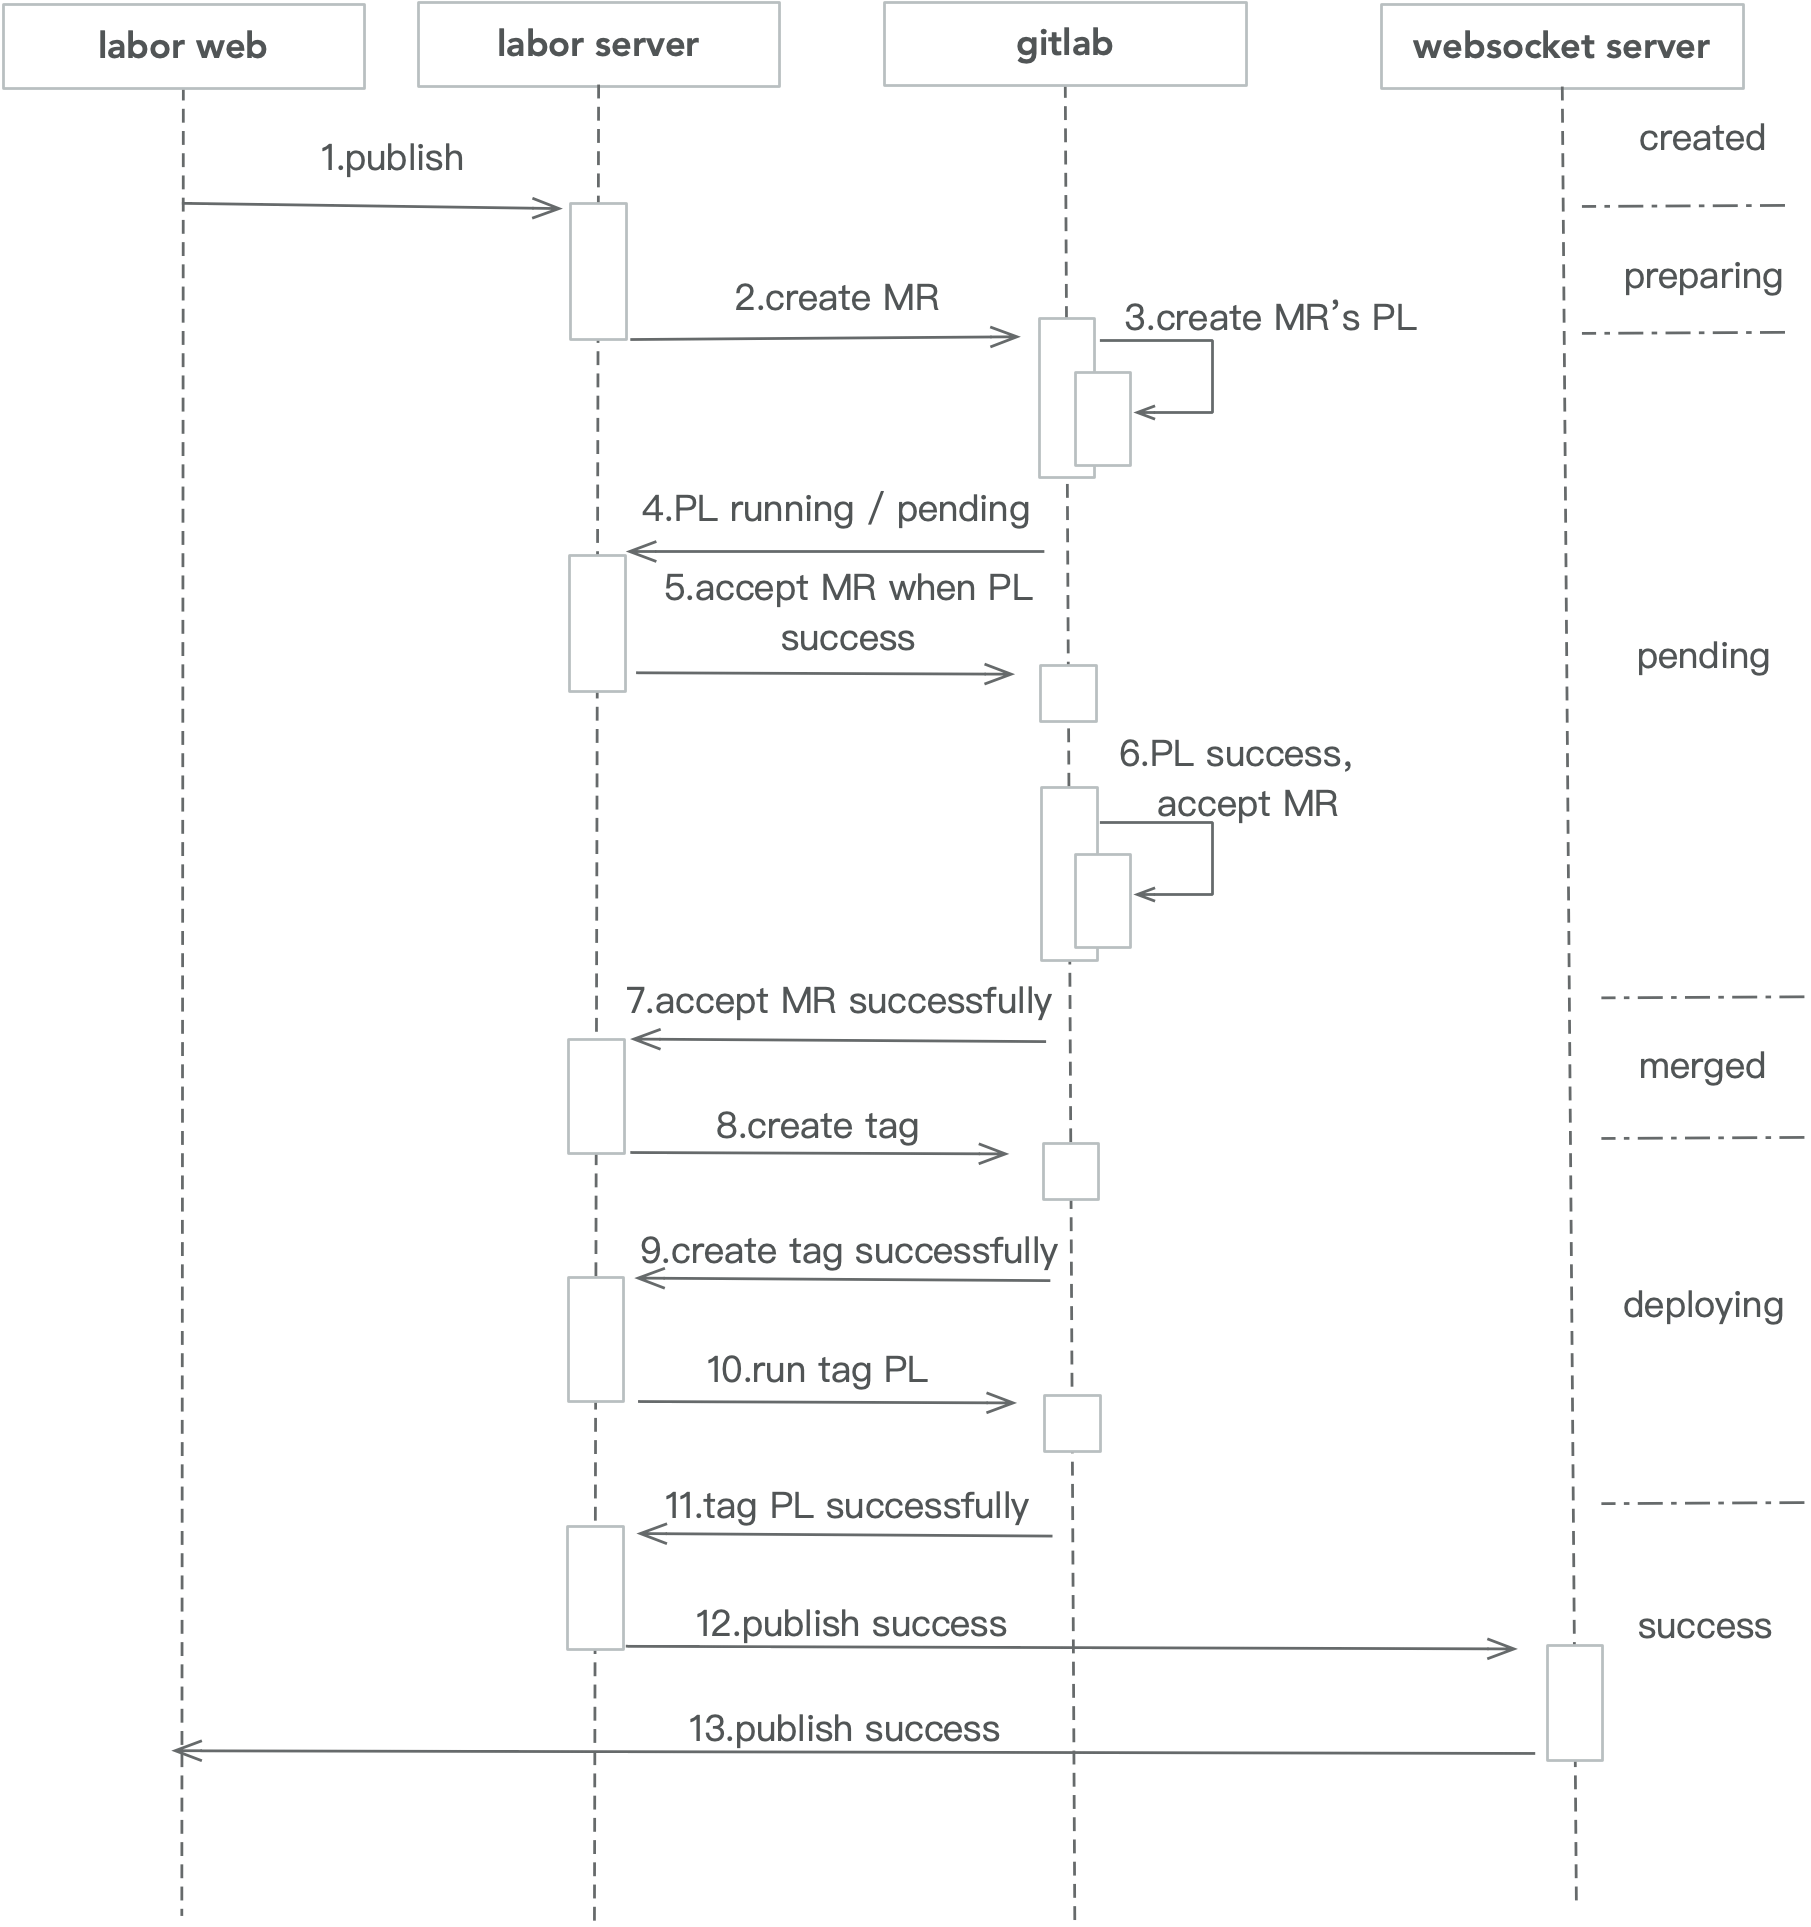 labor web
labor server
gitlab
websocket server
created
1.publish
preparing
2.create MR
3.create MR's PL
4.PL running / pending
5.accept MR when PL
success
pending
6.PL success,
accept MR
7.accept MR successfully
merged
8.create tag
9.create tag successfully
deploying
10.run tag PL
11.tag PL successfully
12.publish success
success
13.publish success